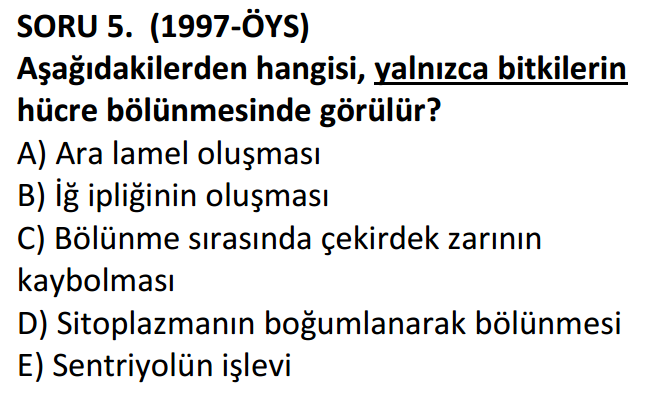 SORU 5.  (1997-ÖYS)
Aşağıdakilerden hangisi, yalnızca bitkilerin
hücre bölünmesinde görülür?
A) Ara lamel oluşması
B) İğ ipliğinin oluşması
C) Bölünme sırasında çekirdek zarının
kaybolması
D) Sitoplazmanın boğumlanarak bölünmesi
E) Sentriyolün işlevi